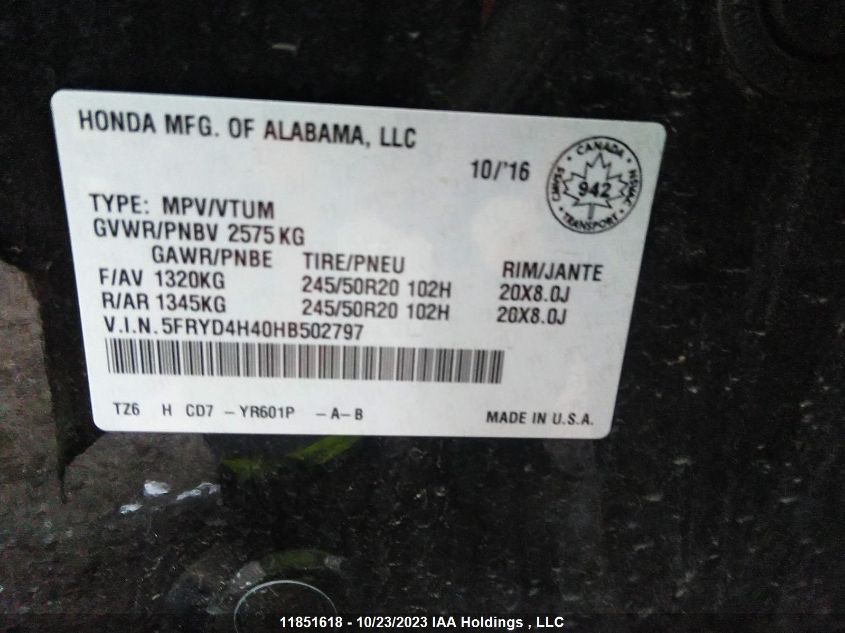 HONDA MFG. OF ALABAMA, LLC
10/'16
CANADA
CMVSS
942
NSVAC
TRANSPORT
TYPE: MPV/VTUM
GVWR/PNBV 2575 KG
GAWR/PNBE TIRE/PNEU RIM/JANTE
F/AV 1320KG 245/50R20 102H 20X8.0J
R/AR 1345KG 245/50R20 102H 20X8.0J
V.I.N. 5FRYD4H40HB502797
TZ6 H CD7 -YR601P -A-B MADE IN U.S.A.
11851618 - 10/23/2023 IAA Holdings , LLC